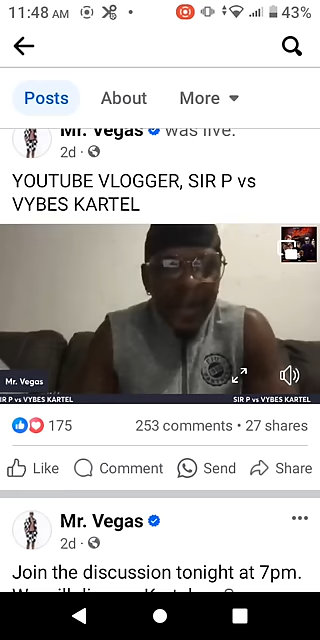 11:48 AM
43%
Posts About More
Mr. Vegas was live.
2d
YOUTUBE VLOGGER, SIR P vs
VYBES KARTEL
Mr. Vegas
IR P vs VYBES KARTEL
SIR P vs VYBES KARTEL
175
253 comments • 27 shares
Like Comment Send Share
Mr. Vegas
2d
Join the discussion tonight at 7pm.